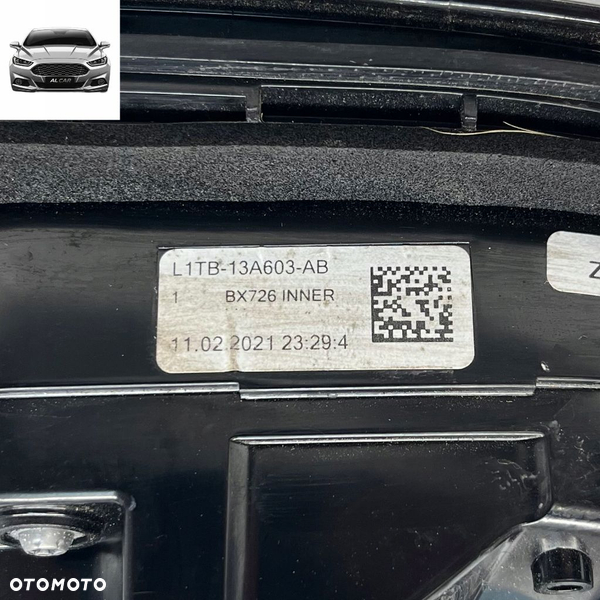 ALCAR
L1TB-13A603-AB
1 BX726 INNER
11.02.2021 23:29:4
Z
OTOMOTO